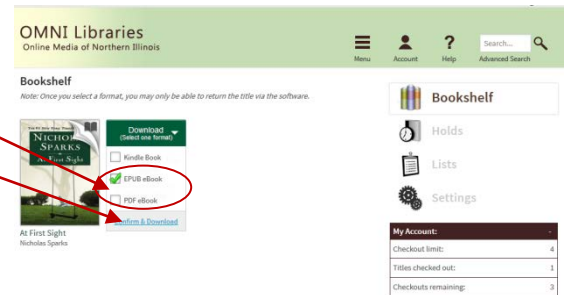 OMNI Libraries
Online Media of Northern Illinois
Menu
Account
Help
Search...
Advanced Search
Bookshelf
Note: Once you select a format, you may only be able to return the title via the software.
NICHOLAS
SPARKS
At First Sight
Download
(Select one format)
Kindle Book
EPUB eBook
PDF eBook
Confirm & Download
At First Sight
Nicholas Sparks
Bookshelf
Holds
Lists
Settings
My Account: -
Checkout limit: 4
Titles checked out: 1
Checkouts remaining: 3